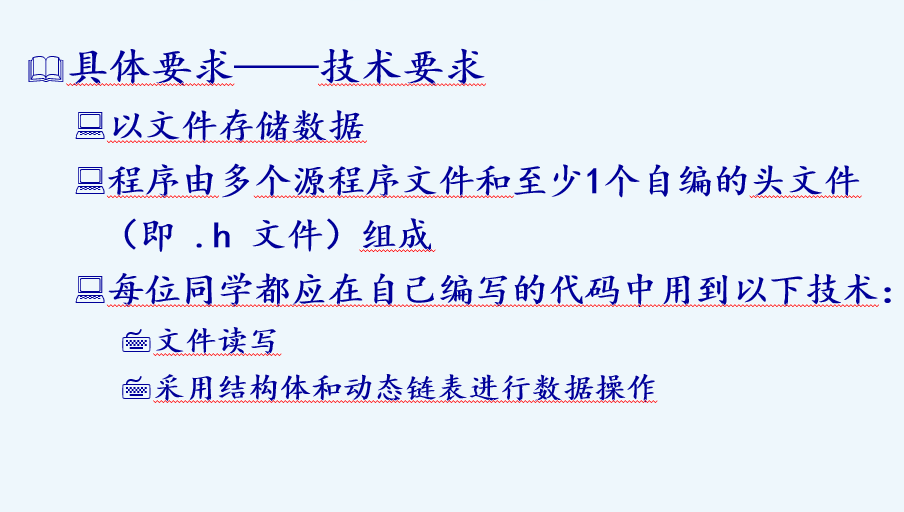 具体要求——技术要求
以文件存储数据
程序由多个源程序文件和至少1个自编的头文件
（即 .h 文件）组成
每位同学都应在自己编写的代码中用到以下技术：
文件读写
采用结构体和动态链表进行数据操作